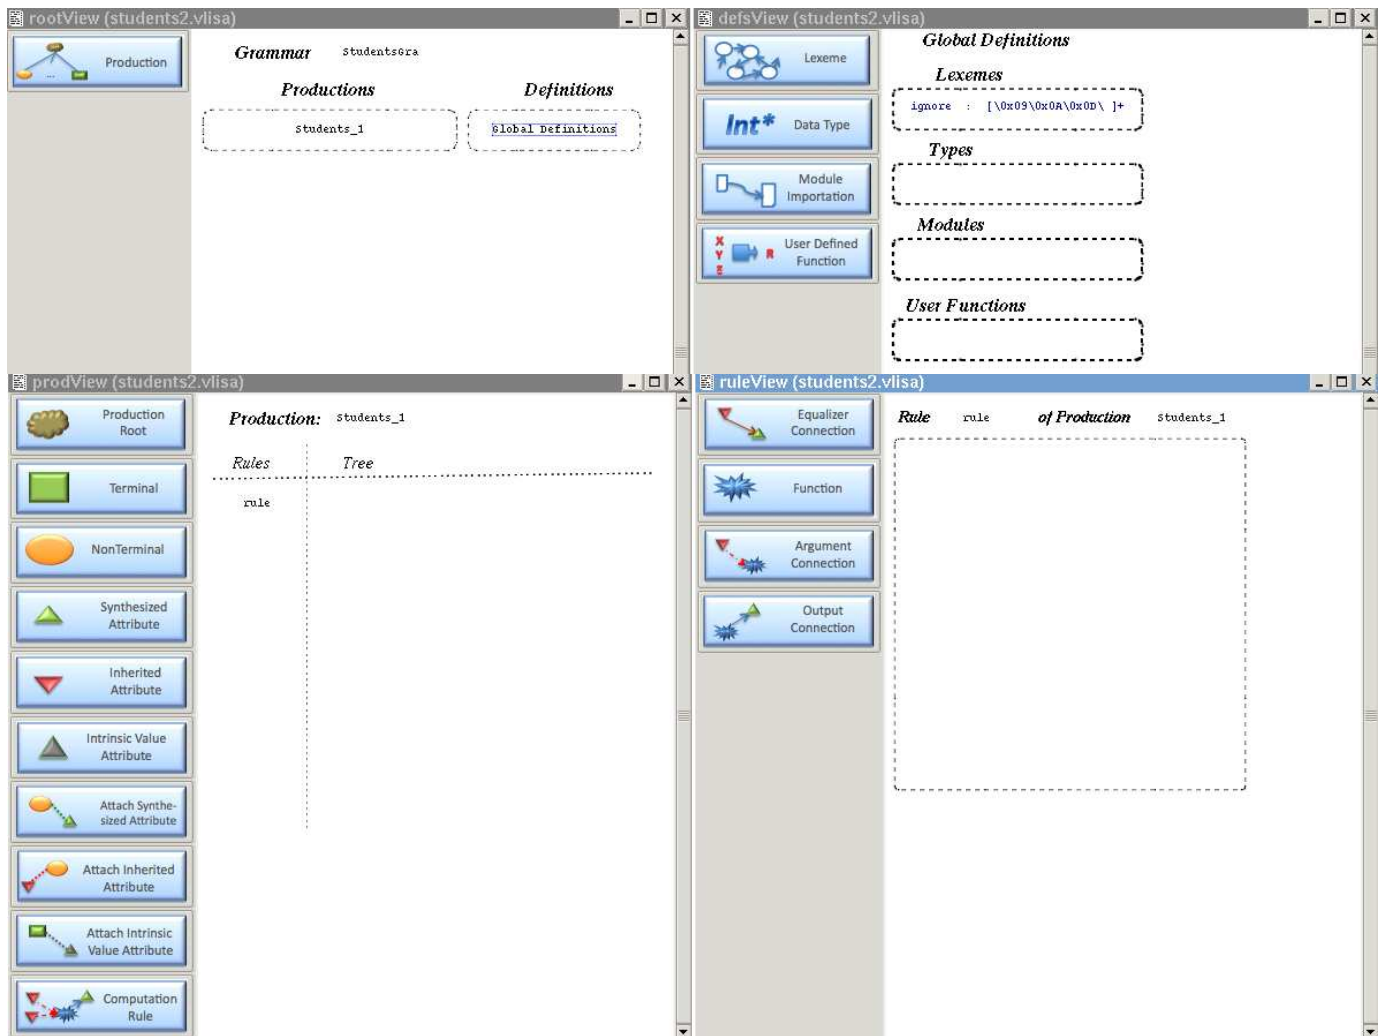 rootView (students2.vlisa)
Production
...
Grammar StudentsGra
Productions Definitions
Students_1 Global Definitions
defsView (students2.vlisa)
Lexeme
Int* Data Type
Module
Importation
X
Y
E
R
User Defined
Function
Global Definitions
Lexemes
ignore : [\0x09\0x0A\0x0D\ ]+
Types
Modules
User Functions
prodView (students2.vlisa)
Production
Root
Terminal
NonTerminal
Synthesized
Attribute
Inherited
Attribute
Intrinsic Value
Attribute
Attach Synthe-
sized Attribute
Attach Inherited
Attribute
Attach Intrinsic
Value Attribute
Computation
Rule
Production: Students_1
Rules Tree
rule
ruleView (students2.vlisa)
Equalizer
Connection
Function
Argument
Connection
Output
Connection
Rule rule of Production Students_1